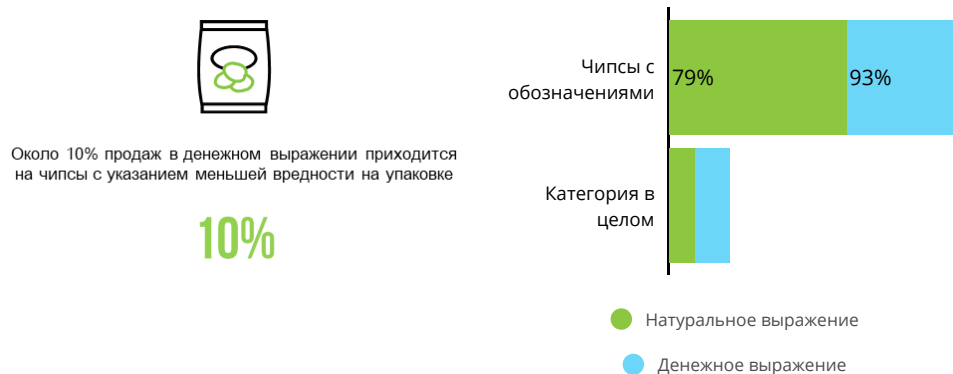 Около 10% продаж в денежном выражении приходится
на чипсы с указанием меньшей вредности на упаковке
10%
Чипсы с
обозначениями
79%
93%
Категория в
целом
Натуральное выражение
Денежное выражение